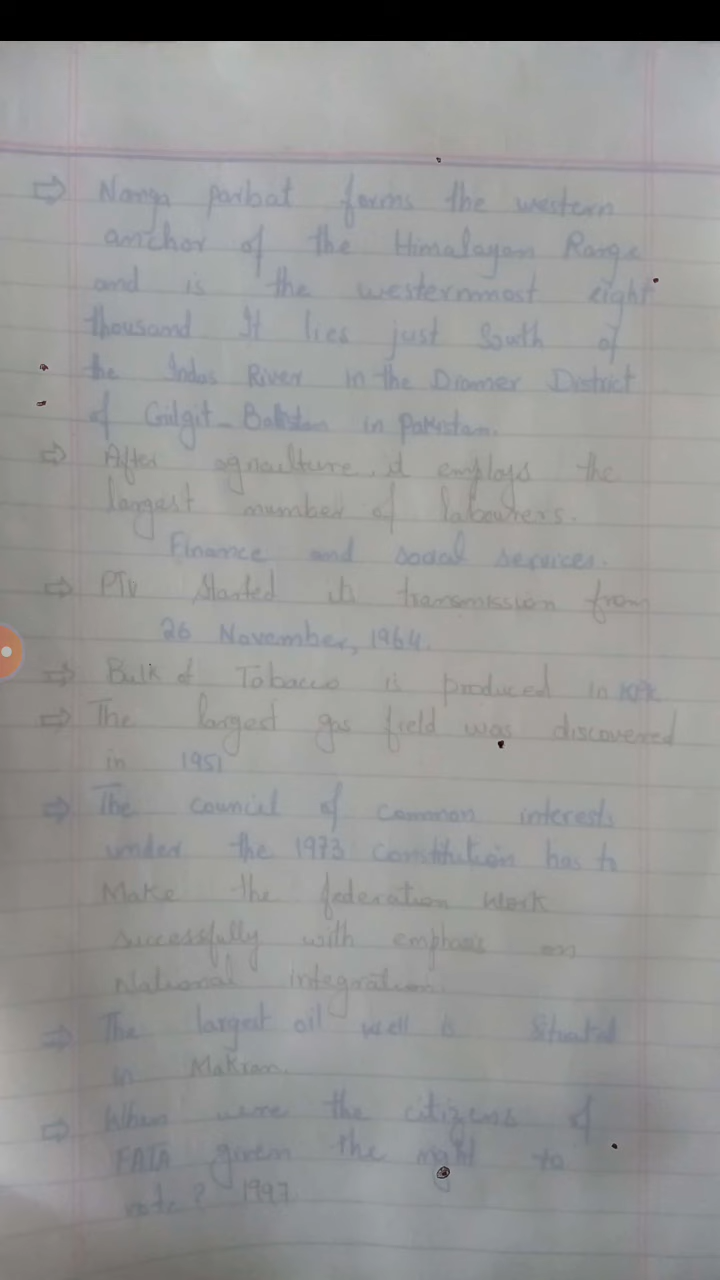 ⇒ Nanga parbat forms the western
anchor of the Himalayan Range
and is the westernmost eight
thousand It lies just South of
the Indas River in the Diamer District
of Gilgit-Baltistan in Pakistan.
⇒ After agriculture it employs the
largest number of labourers.
Finance and social services.
⇒ PTV Started its transmission from
26 November, 1964.
⇒ Bulk of Tobacco is produced in KPK
⇒ The largest gas field was discovered
in 1951
⇒ The council of common interests
under the 1973 constitution has to
Make the federation work
successfully with emphasis on
National integration.
⇒ The largest oil well is Situated
in Makran.
⇒ When were the citizens of
FATA given the right to
vote? 1997